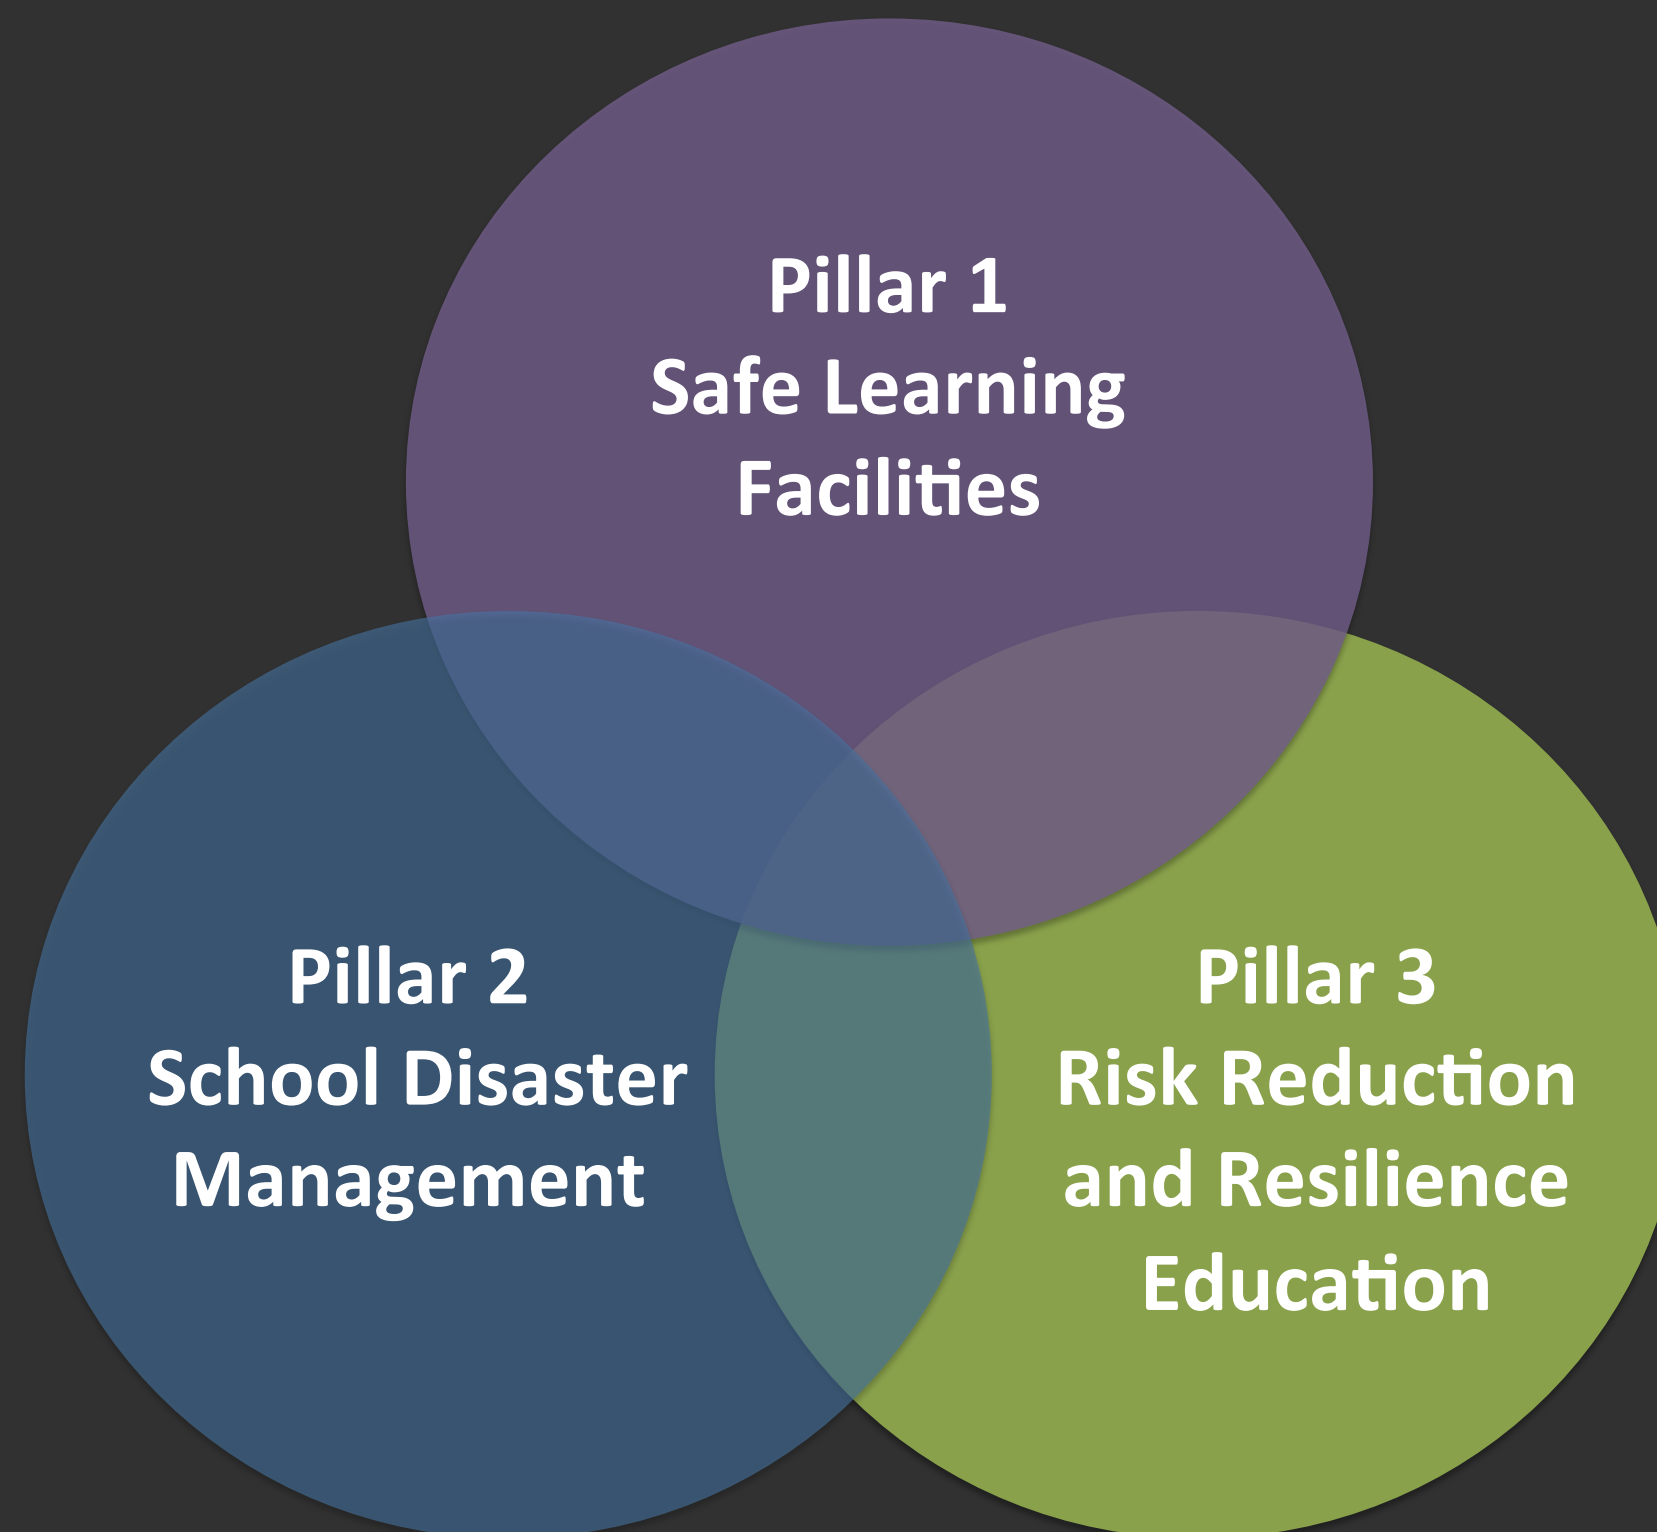 Pillar 1
Safe Learning
Facilities
Pillar 2
School Disaster
Management
Pillar 3
Risk Reduction
and Resilience
Education